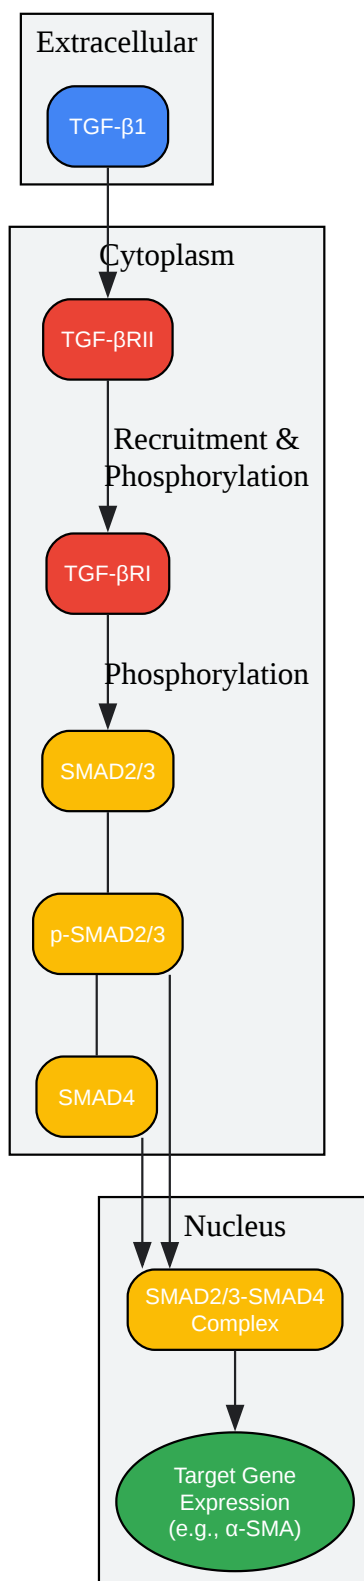 Extracellular
TGF-β1
Cytoplasm
TGF-βRII
Recruitment &
Phosphorylation
TGF-βRI
Phosphorylation
SMAD2/3
p-SMAD2/3
SMAD4
Nucleus
SMAD2/3-SMAD4
Complex
Target Gene
Expression
(e.g., α-SMA)